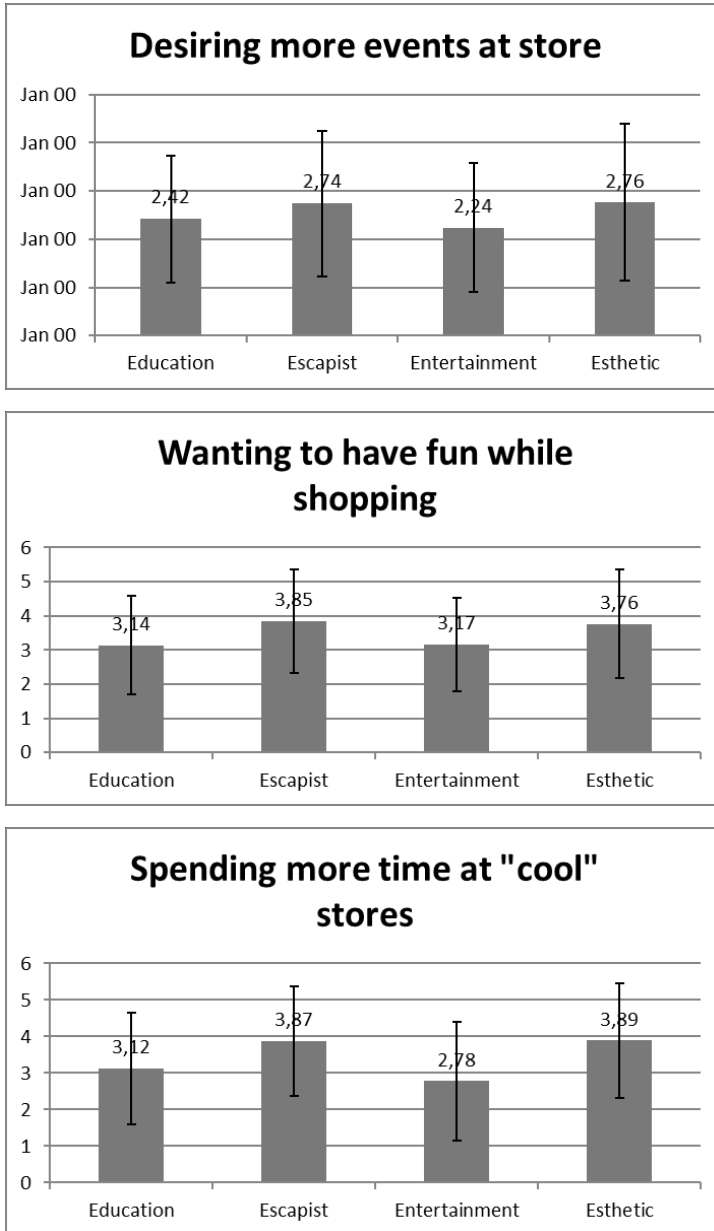 Desiring more events at store
Jan 00
Jan 00
Jan 00
Jan 00
Jan 00
Jan 00
2,42
2,74
2,24
2,76
Education
Escapist
Entertainment
Esthetic
Wanting to have fun while
shopping
6
5
4
3
2
1
0
3,14
3,85
3,17
3,76
Education
Escapist
Entertainment
Esthetic
Spending more time at "cool"
stores
6
5
4
3
2
1
0
3,12
3,87
2,78
3,89
Education
Escapist
Entertainment
Esthetic